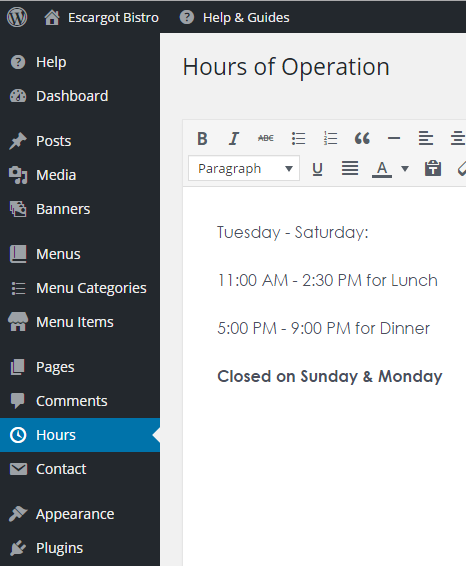 Escargot Bistro
Help & Guides
Help
Dashboard
Posts
Media
Banners
Menus
Menu Categories
Menu Items
Pages
Comments
Hours
Contact
Appearance
Plugins
Hours of Operation
B I ABC
Paragraph U A T
Tuesday - Saturday:
11:00 AM - 2:30 PM for Lunch
5:00 PM - 9:00 PM for Dinner
Closed on Sunday & Monday